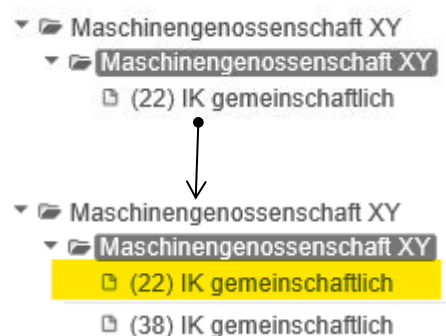 Maschinengenossenschaft XY
Maschinengenossenschaft XY
(22) IK gemeinschaftlich
Maschinengenossenschaft XY
Maschinengenossenschaft XY
(22) IK gemeinschaftlich
(38) IK gemeinschaftlich